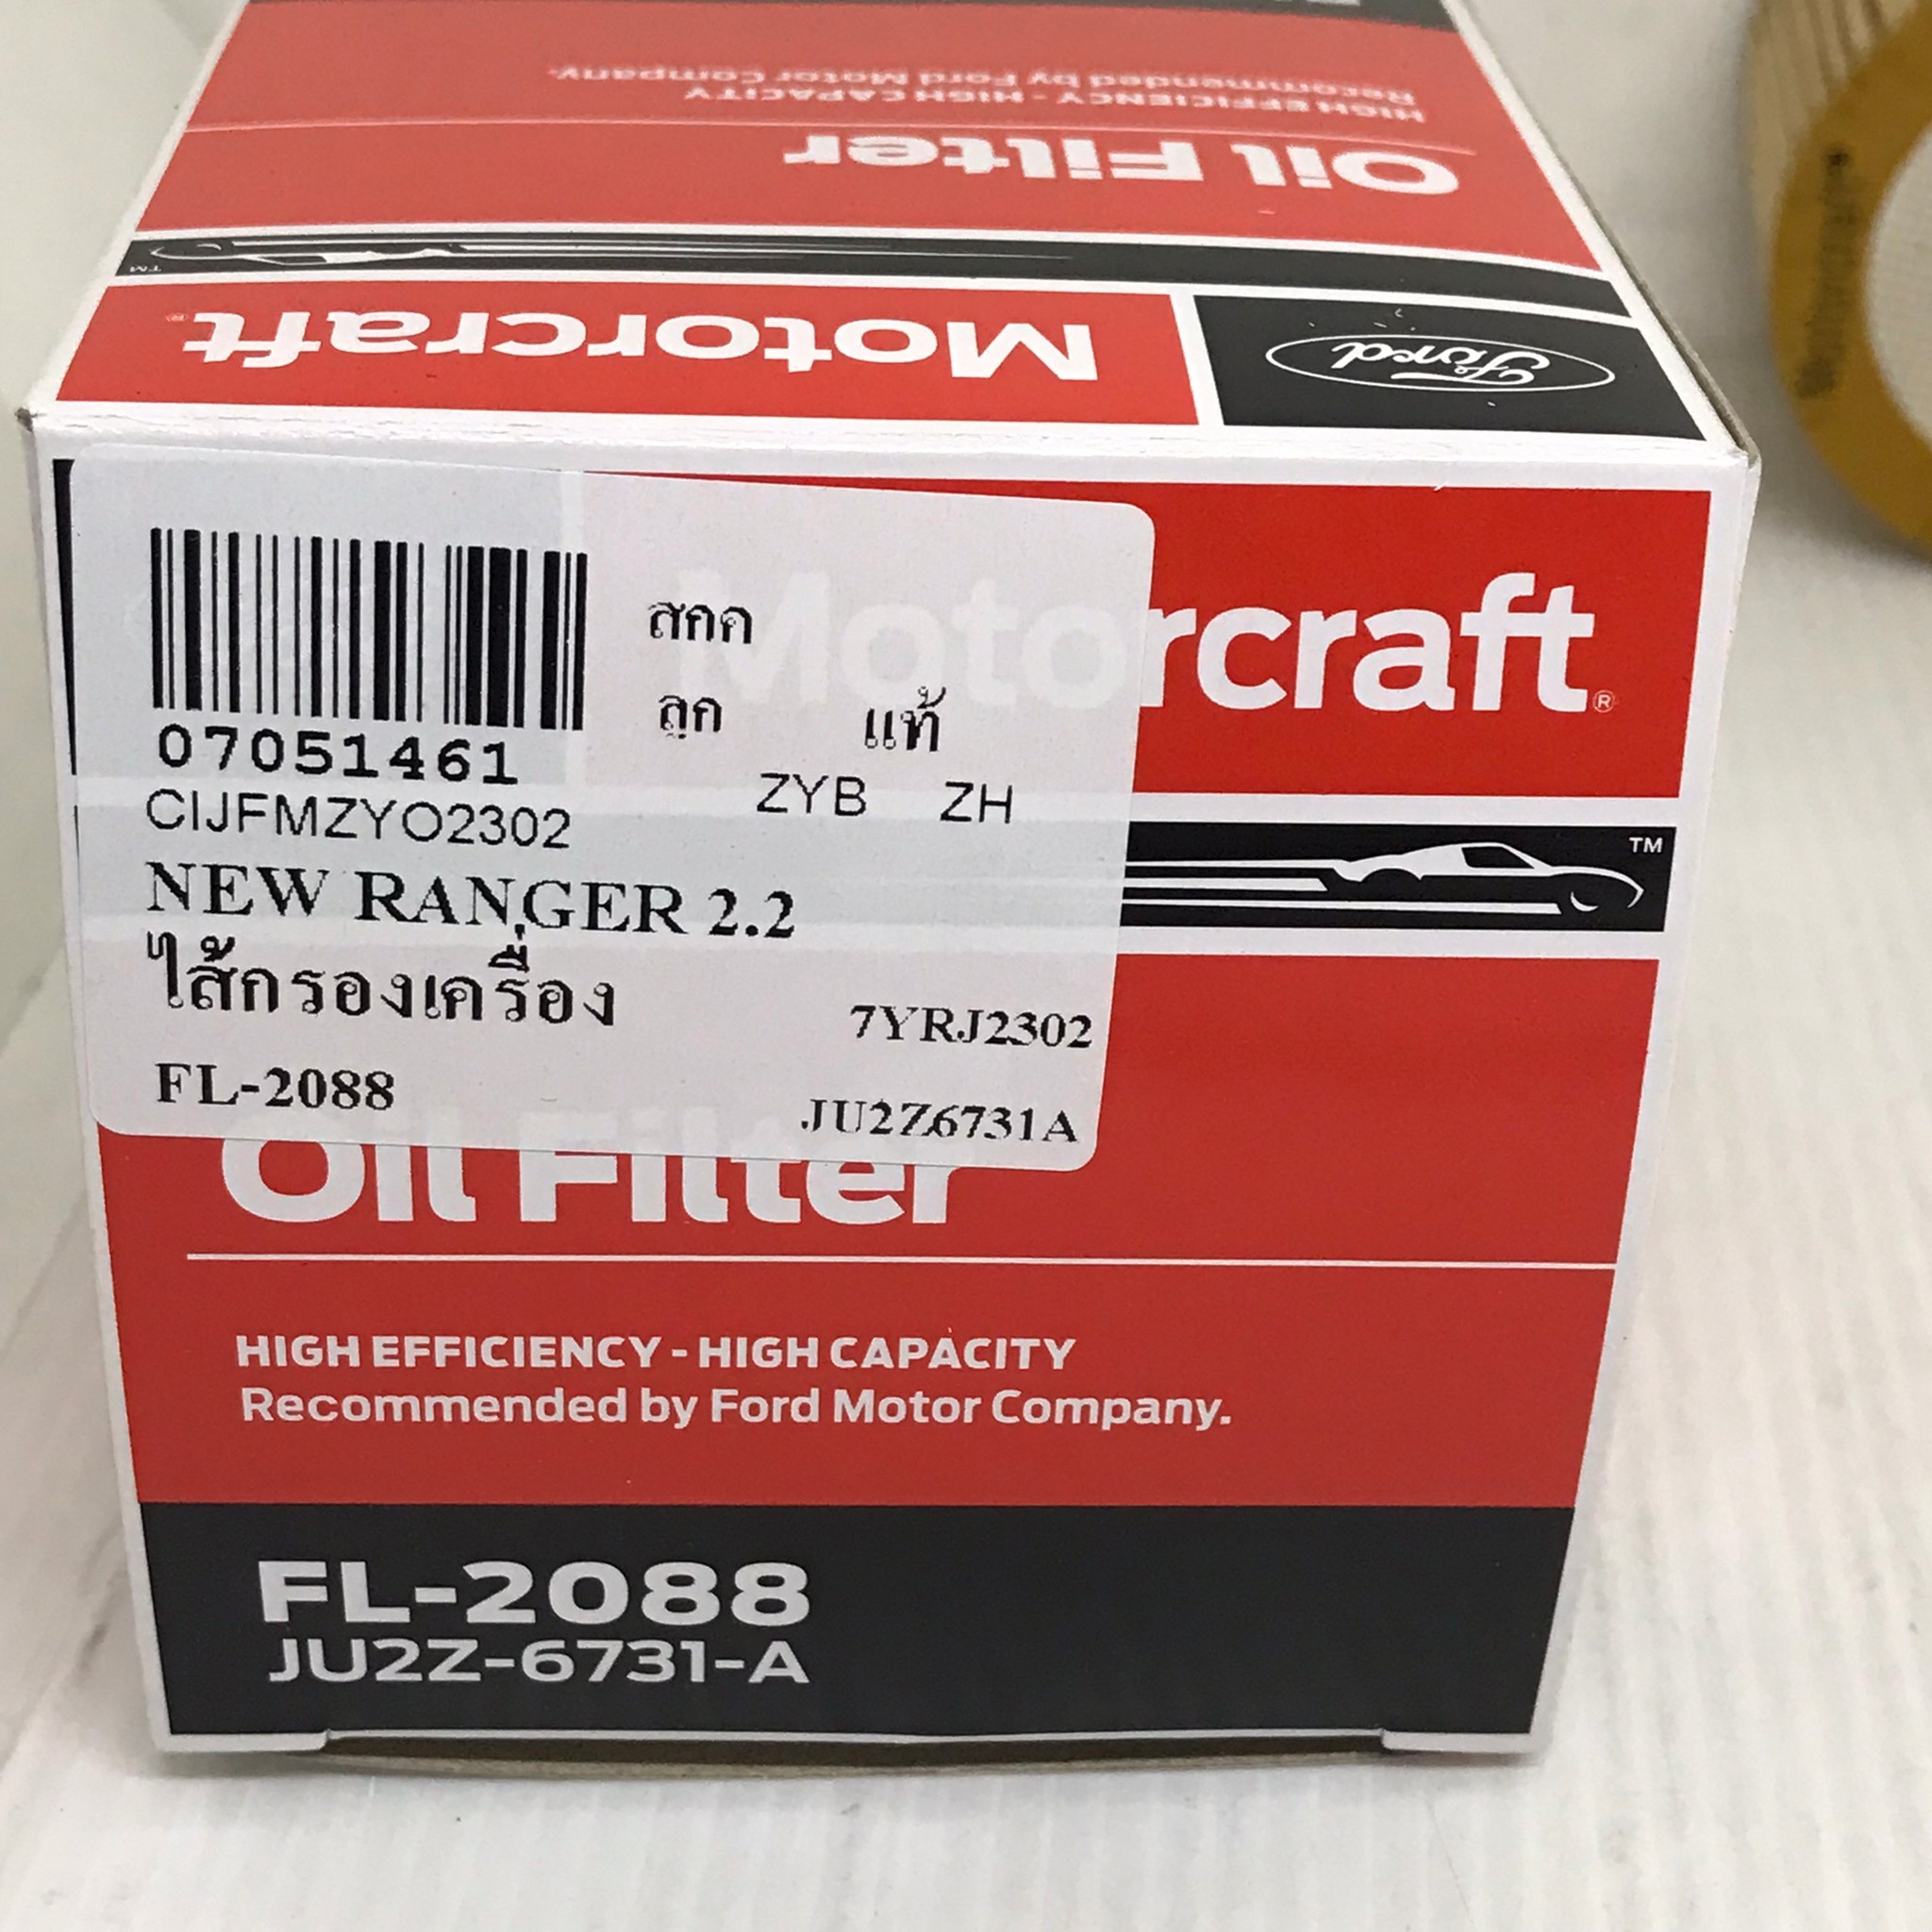 Recommended by Ford Motor Company.
HIGH EFFICIENCY - HIGH CAPACITY
Oil Filter
TM
Motorcraft®
Ford
07051461
สกค
ลูก แท้
ZYB ZH
CIJFMZYO2302
NEW RANGER 2.2
ไส้กรองเครื่อง
7YRJ2302
FL-2088
JU2Z6731A
Motorcraft®
TM
Oil Filter
HIGH EFFICIENCY - HIGH CAPACITY
Recommended by Ford Motor Company.
FL-2088
JU2Z-6731-A